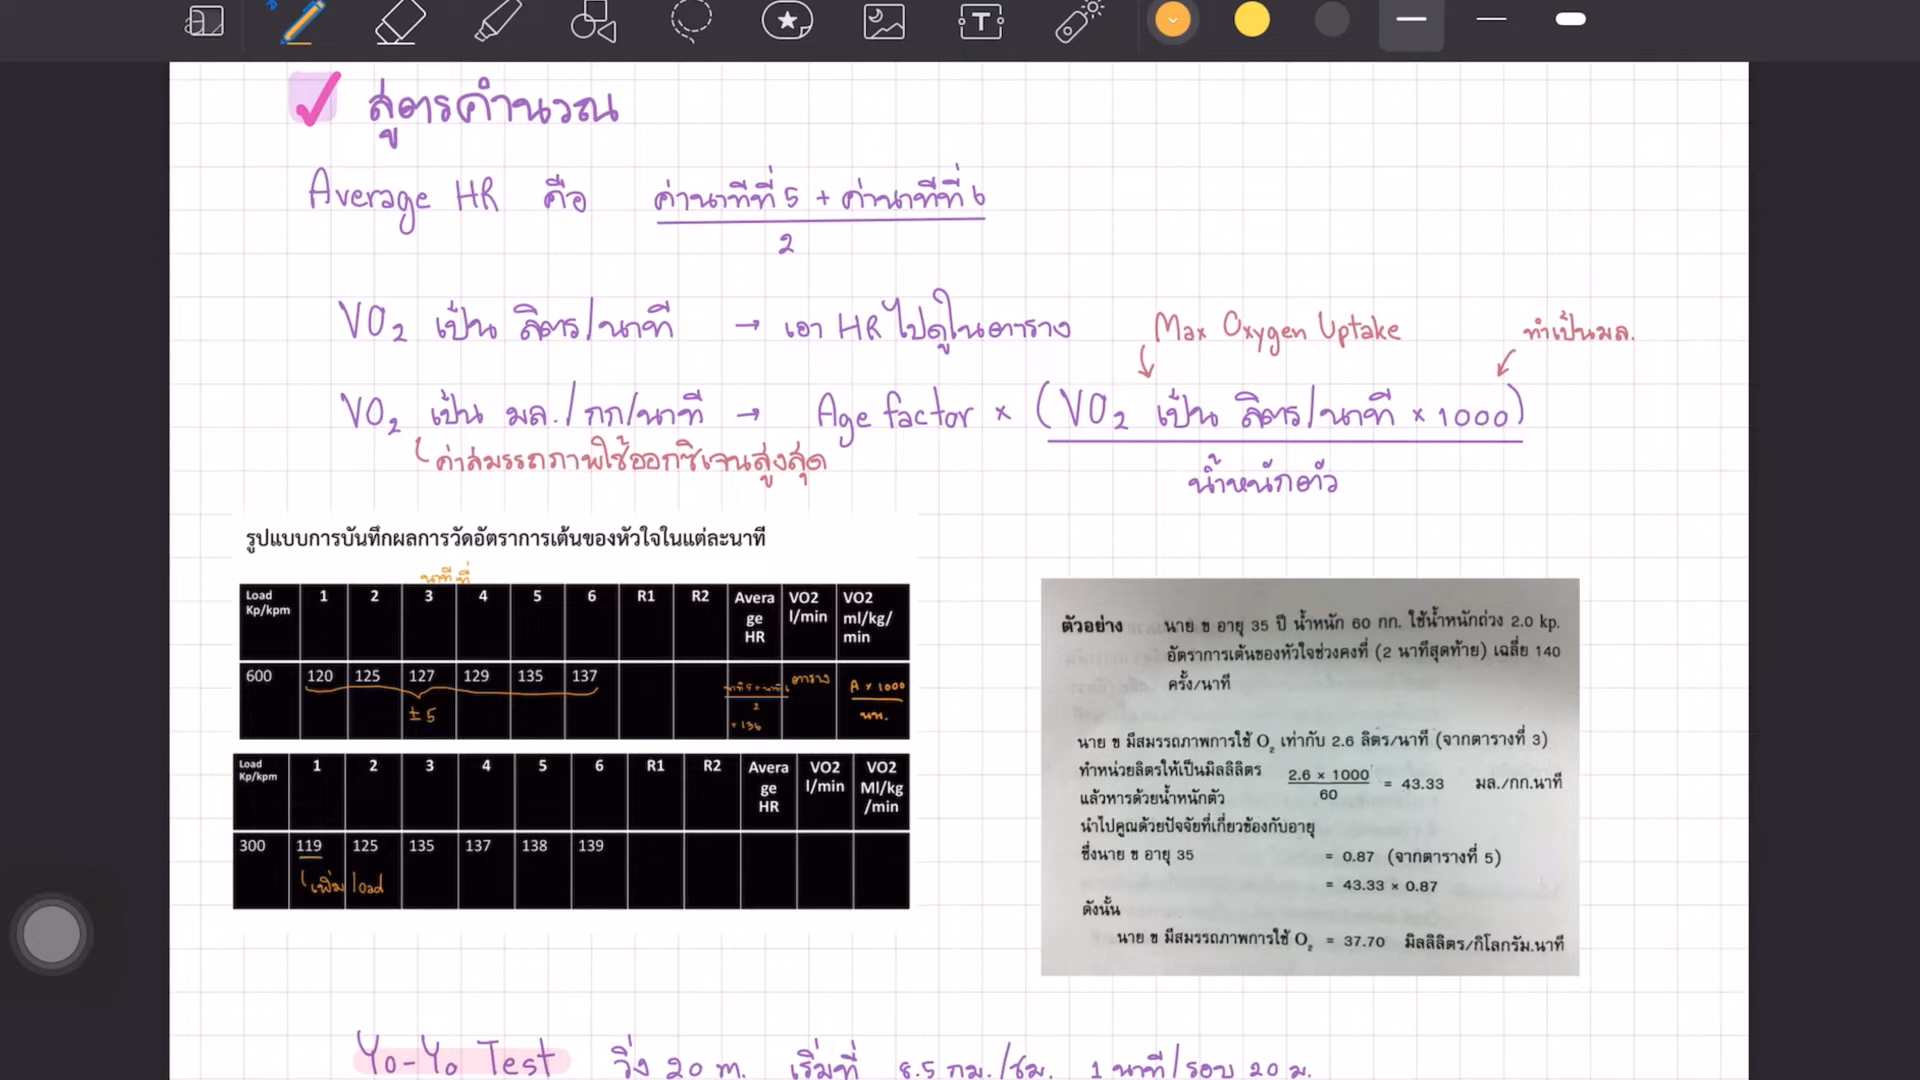 สูตรคำนวณ
Average HR คือ ค่านาทีที่ 5 + ค่านาทีที่ 6
2
VO2 เป็น ลิตร/นาที → เอา HR ไปดูในตาราง
Max Oxygen Uptake
ทำเป็นมล.
VO2 เป็น มล./กก/นาที → Age factor × (VO2 เป็น ลิตร/นาที × 1000)
น้ำหนักตัว
ค่าสมรรถภาพใช้ออกซิเจนสูงสุด
รูปแบบการบันทึกผลการวัดอัตราการเต้นของหัวใจในแต่ละนาที
นาทีที่
Load Kp/kpm 1 2 3 4 5 6 R1 R2 Avera ge HR VO2 l/min VO2 ml/kg/ min
600 120 125 127 129 135 137 นาที 5 + นาที 6 ตาราง A × 1000
±5 2 นน.
= 136
Load Kp/kpm 1 2 3 4 5 6 R1 R2 Avera ge HR VO2 l/min VO2 Ml/kg /min
300 119 125 135 137 138 139
เพิ่ม load
ตัวอย่าง นาย ข อายุ 35 ปี น้ำหนัก 60 กก. ใช้น้ำหนักถ่วง 2.0 kp.
อัตราการเต้นของหัวใจช่วงคงที่ (2 นาทีสุดท้าย) เฉลี่ย 140
ครั้ง/นาที
นาย ข มีสมรรถภาพการใช้ O2 เท่ากับ 2.6 ลิตร/นาที (จากตารางที่ 3)
ทำหน่วยลิตรให้เป็นมิลลิลิตร 2.6 × 1000 = 43.33 มล./กก.นาที
แล้วหารด้วยน้ำหนักตัว 60
นำไปคูณด้วยปัจจัยที่เกี่ยวข้องกับอายุ
ซึ่งนาย ข อายุ 35 = 0.87 (จากตารางที่ 5)
= 43.33 × 0.87
ดังนั้น
นาย ข มีสมรรถภาพการใช้ O2 = 37.70 มิลลิลิตร/กิโลกรัม.นาที
Yo-Yo Test วิ่ง 20 m. เริ่มที่ 8.5 กม./ชม. 1 นาที/รอบ 20 ม.